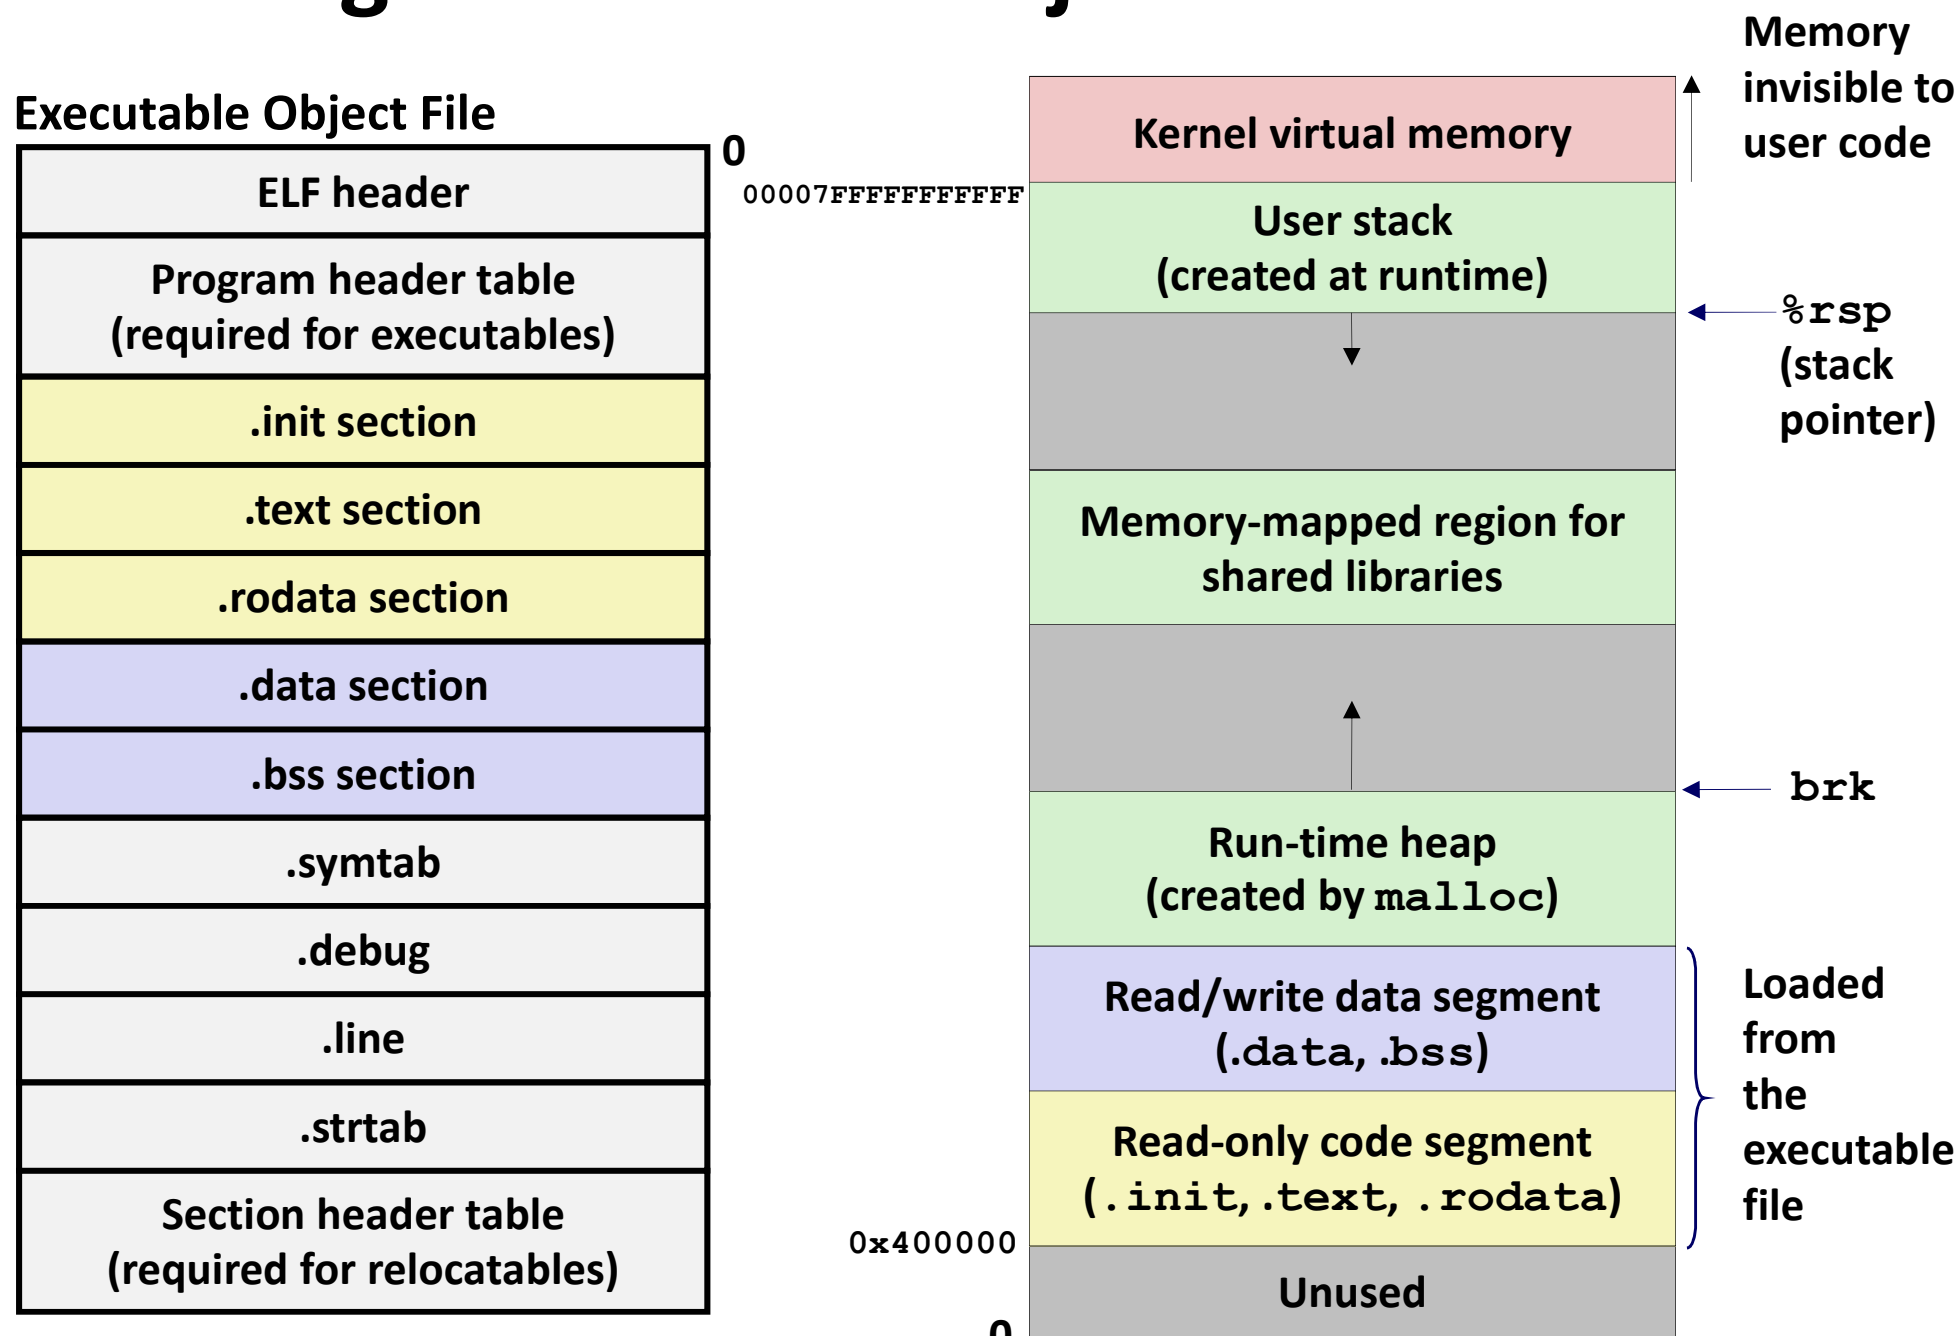 Executable Object File
0
ELF header
Program header table
(required for executables)
.init section
.text section
.rodata section
.data section
.bss section
.symtab
.debug
.line
.strtab
Section header table
(required for relocatables)
Memory
invisible to
user code
Kernel virtual memory
00007FFFFFFFFFFF
User stack
(created at runtime)
%rsp
(stack
pointer)
Memory-mapped region for
shared libraries
brk
Run-time heap
(created by malloc)
Read/write data segment
(.data, .bss)
Read-only code segment
(.init, .text, .rodata)
Loaded
from
the
executable
file
0x400000
Unused
0